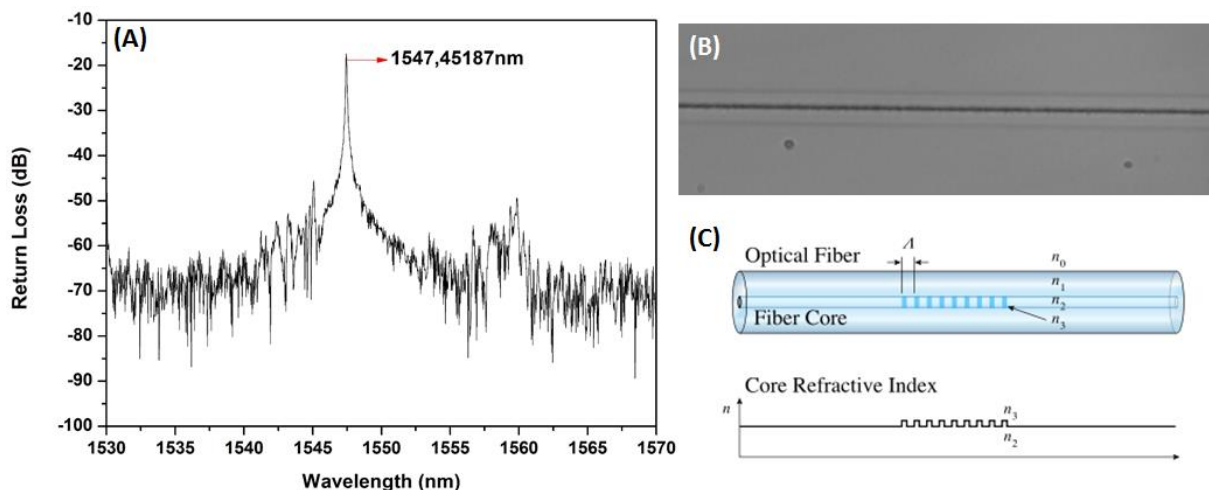 (A)
1547,45187nm
Return Loss (dB)
-10
-20
-30
-40
-50
-60
-70
-80
-90
-100
1530 1535 1540 1545 1550 1555 1560 1565 1570
Wavelength (nm)
(B)
(C)
Λ
Optical Fiber
n0
n1
n2
Fiber Core
n3
Core Refractive Index
n
n3
n2